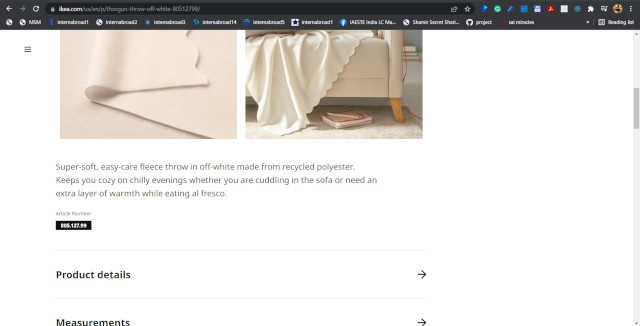 ikea.com/us/en/p/thorgun-throw-off-white-80512799/
MSM
internabroad1
internabroad2
internabroad3
internabroad14
internabroad5
internabroad1
IAESTE India LC Ma...
Shamir Secret Shari...
project
sai miracles
»
Reading list
Super-soft, easy-care fleece throw in off-white made from recycled polyester.
Keeps you cozy on chilly evenings whether you are cuddling in the sofa or need an
extra layer of warmth while eating al fresco.
Article Number
805.127.99
Product details
Measurements